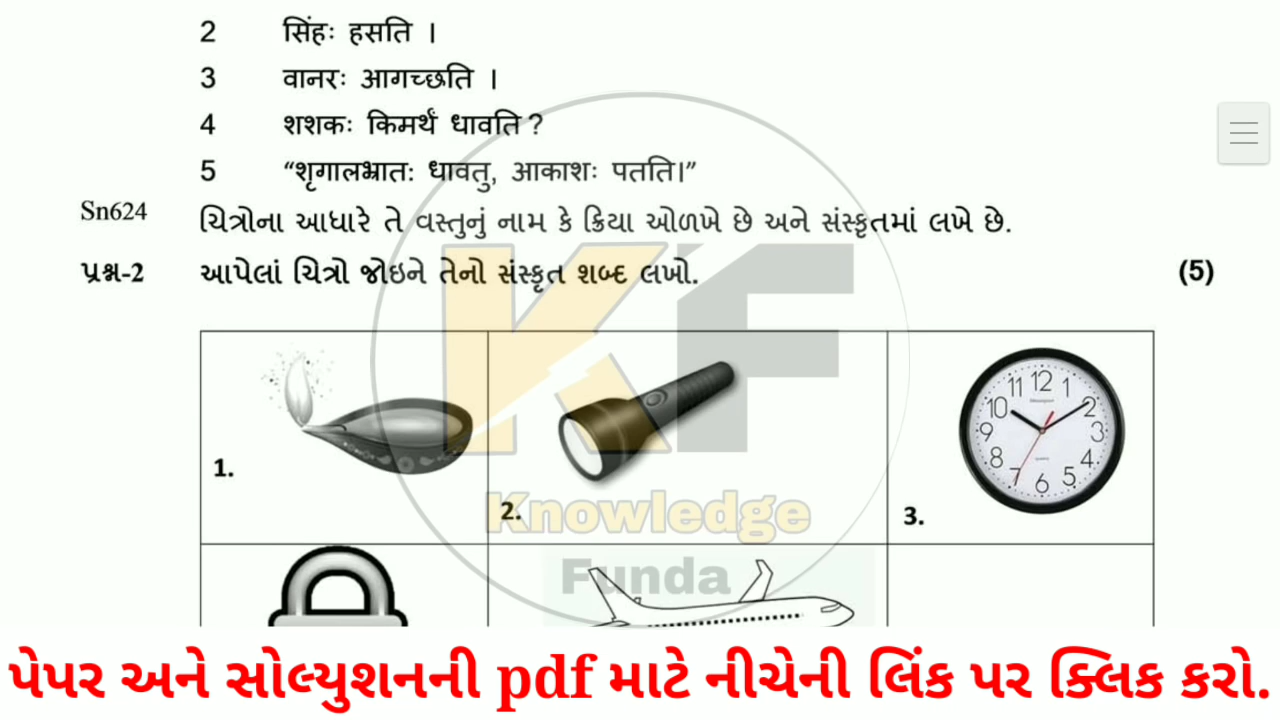 2 सिंहः हसति ।
3 वानरः आगच्छति ।
4 शशकः किमर्थं धावति ?
5 “शृगालभ्रातः धावतु, आकाशः पतति।”
Sn624 ચિત્રોના આધારે તે વસ્તુનું નામ કે ક્રિયા ઓળખે છે અને સંસ્કૃતમાં લખે છે.
પ્રશ્ન-2 આપેલાં ચિત્રો જોઇને તેનો સંસ્કૃત શબ્દ લખો. (5)
KF
12 1 2 3 4 5 6 7 8 9 10 11
1.
2.
3.
Knowledge
Funda
પેપર અને સોલ્યુશનની pdf માટે નીચેની લિંક પર ક્લિક કરો.